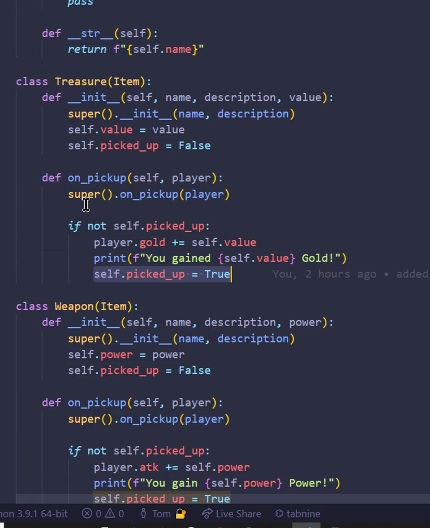 pass
def __str__(self):
return f"{self.name}"
class Treasure(Item):
def __init__(self, name, description, value):
super().__init__(name, description)
self.value = value
self.picked_up = False
def on_pickup(self, player):
super().on_pickup(player)
if not self.picked_up:
player.gold += self.value
print(f"You gained {self.value} Gold!")
self.picked_up = True You, 2 hours ago • added
class Weapon(Item):
def __init__(self, name, description, power):
super().__init__(name, description)
self.power = power
self.picked_up = False
def on_pickup(self, player):
super().on_pickup(player)
if not self.picked_up:
player.atk += self.power
print(f"You gain {self.power} Power!")
self.picked_up = True
hon 3.9.1 64-bit 0 0 Tom Live Share tabnine